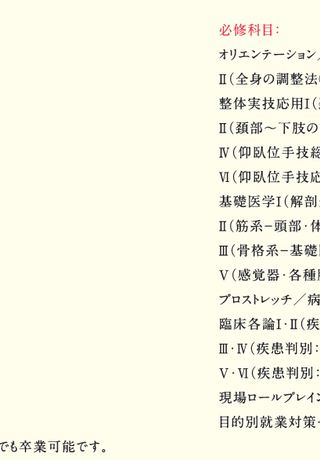 必修科目:
オリエンテーション／
Ⅱ(全身の調整法
整体実技応用Ⅰ(
Ⅱ(頚部～下肢の
Ⅳ(仰臥位手技総
Ⅵ(仰臥位手技応
基礎医学Ⅰ(解剖
Ⅱ(筋系−頭部・体
Ⅲ(骨格系−基礎
Ⅴ(感覚器・各種
プロストレッチ／病
臨床各論Ⅰ・Ⅱ(疾
Ⅲ・Ⅳ(疾患判別:
Ⅴ・Ⅵ(疾患判別:
現場ロールプレイン
目的別就業対策
でも卒業可能です。